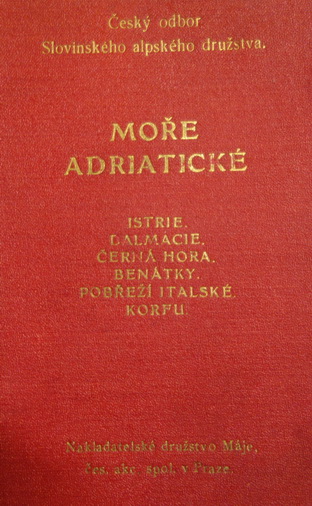 Český odbor
Slovinského alpského družstva.
MOŘE
ADRIATICKÉ
ISTRIE.
DALMACIE.
ČERNÁ HORA.
BENÁTKY.
POBŘEŽÍ ITALSKÉ.
KORFU.
Nakladatelské družstvo Máje,
čes. akc. spol. v Praze.